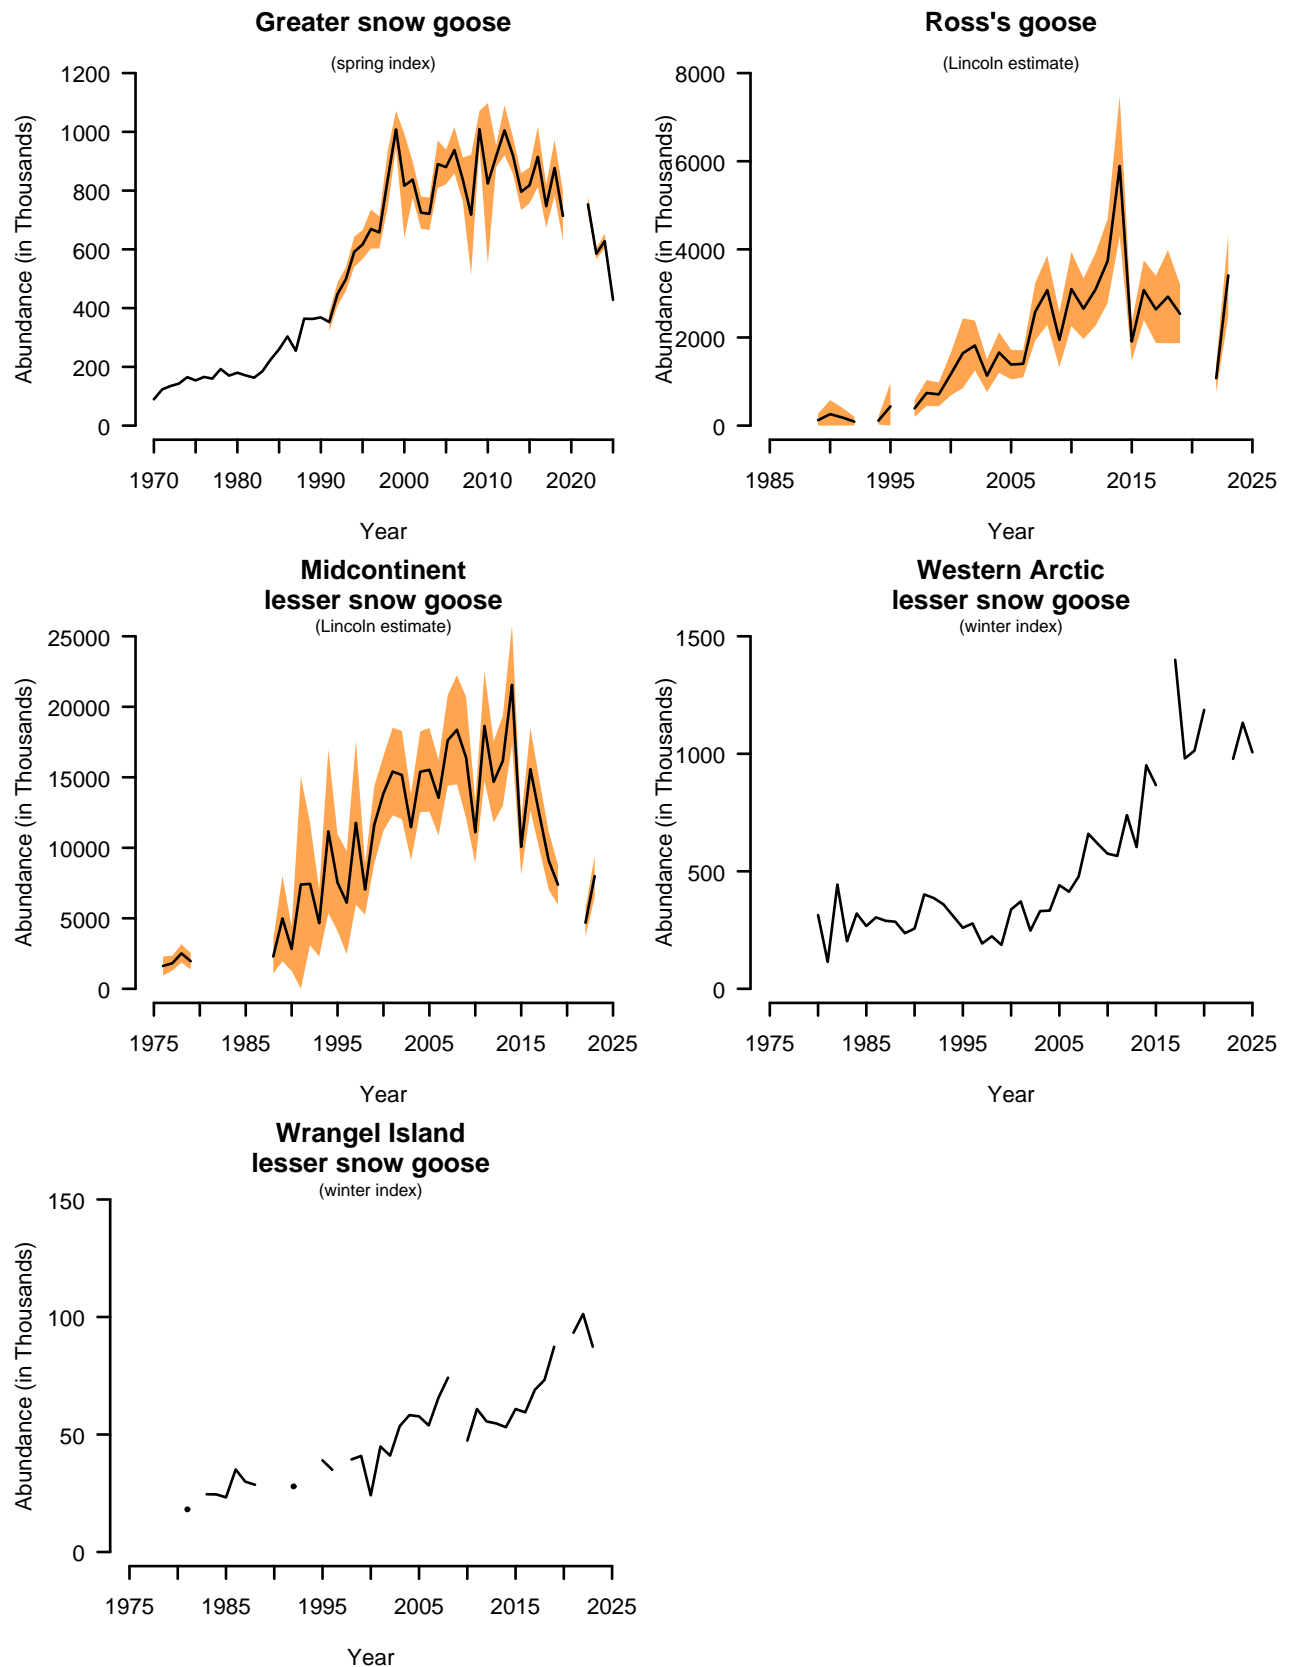 Greater snow goose
(spring index)
Abundance (in Thousands)
1200
1000
800
600
400
200
0
1970 1980 1990 2000 2010 2020
Year
Ross's goose
(Lincoln estimate)
Abundance (in Thousands)
8000
6000
4000
2000
0
1985 1995 2005 2015 2025
Year
Midcontinent
lesser snow goose
(Lincoln estimate)
Abundance (in Thousands)
25000
20000
15000
10000
5000
0
1975 1985 1995 2005 2015 2025
Year
Western Arctic
lesser snow goose
(winter index)
Abundance (in Thousands)
1500
1000
500
0
1975 1985 1995 2005 2015 2025
Year
Wrangel Island
lesser snow goose
(winter index)
Abundance (in Thousands)
150
100
50
0
1975 1985 1995 2005 2015 2025
Year